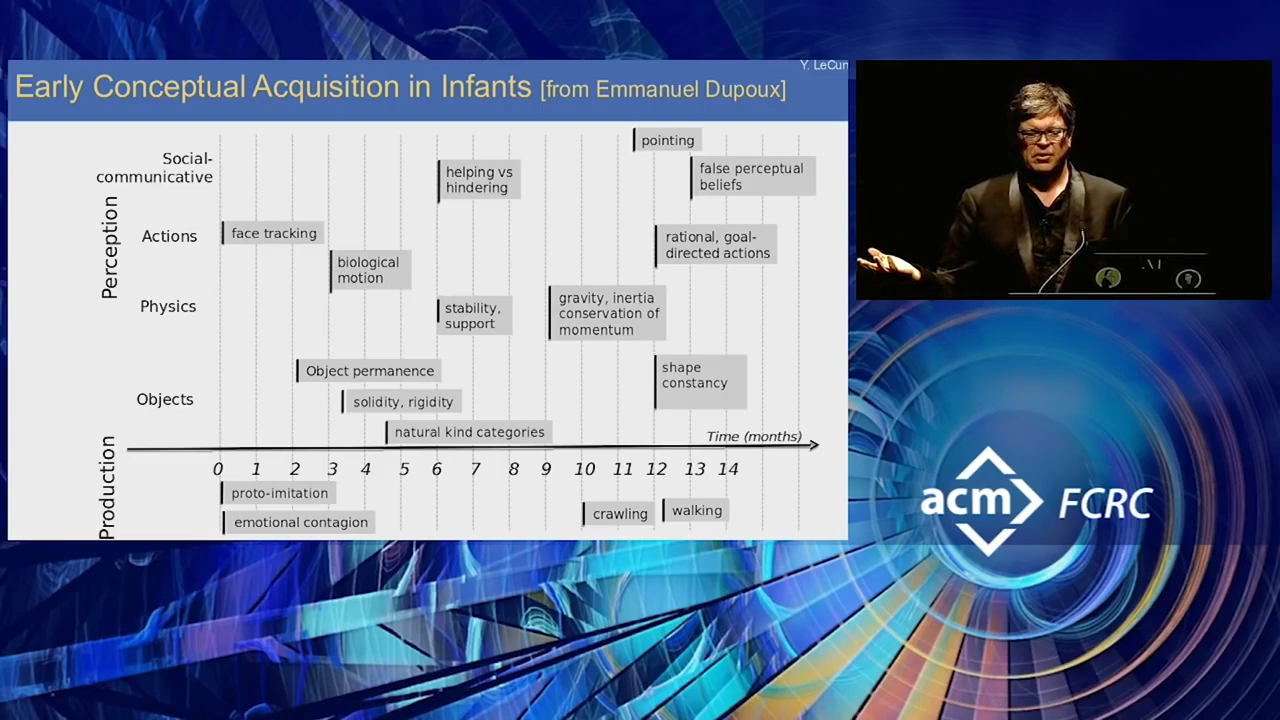 Y. LeCun
Early Conceptual Acquisition in Infants [from Emmanuel Dupoux]
Social-
communicative
pointing
helping vs
hindering
false perceptual
beliefs
Perception
Actions
face tracking
biological
motion
rational, goal-
directed actions
Physics
stability,
support
gravity, inertia
conservation of
momentum
Objects
Object permanence
solidity, rigidity
natural kind categories
shape
constancy
Time (months)
0 1 2 3 4 5 6 7 8 9 10 11 12 13 14
Production
proto-imitation
emotional contagion
crawling
walking
acm FCRC